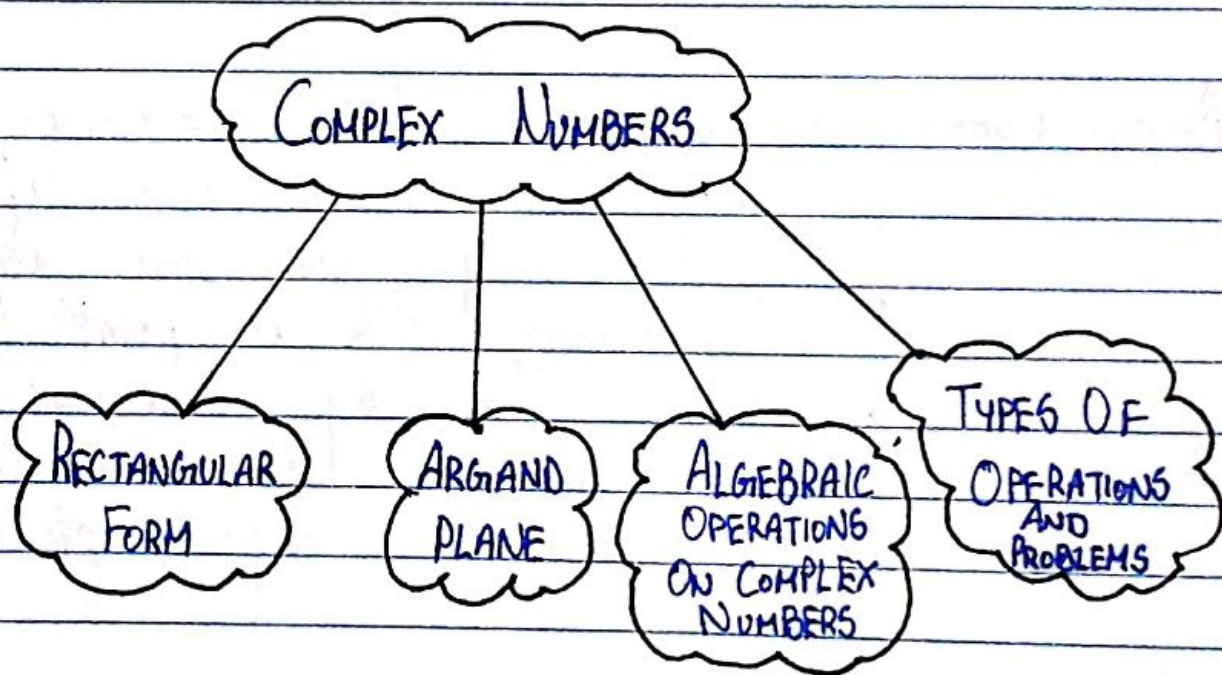 COMPLEX NUMBERS
RECTANGULAR
FORM
ARGAND
PLANE
ALGEBRAIC
OPERATIONS
ON COMPLEX
NUMBERS
TYPES OF
OPERATIONS
AND
PROBLEMS